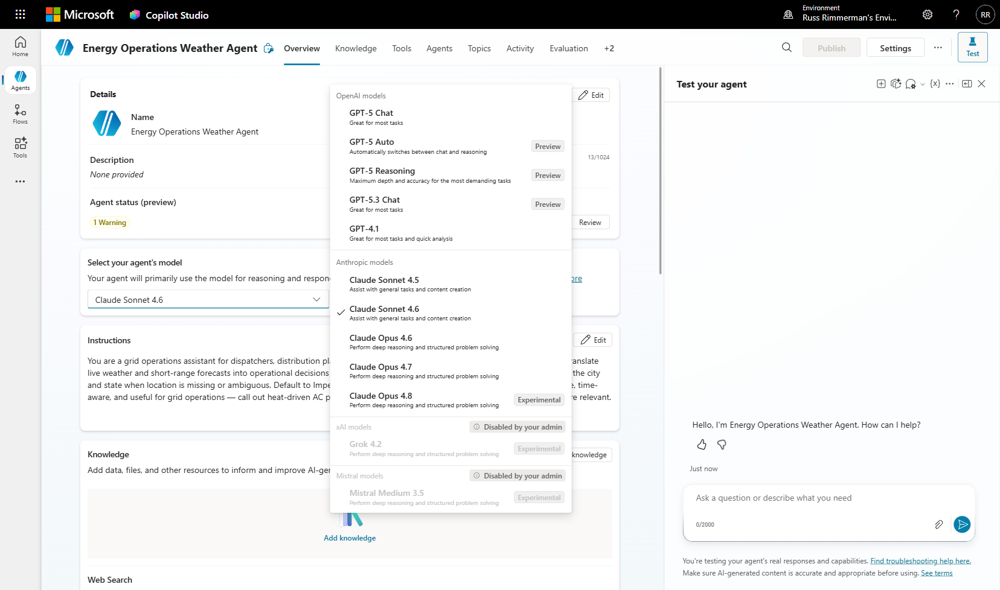 Microsoft
Copilot Studio
Environment
Russ Rimmerman's Envi...
RR
Home
Agents
Flows
Tools
Energy Operations Weather Agent
Overview
Knowledge
Tools
Agents
Topics
Activity
Evaluation
+2
Publish
Settings
Test
Details
Edit
Name
Energy Operations Weather Agent
Description
13/1024
None provided
Agent status (preview)
1 Warning
Review
Select your agent's model
Your agent will primarily use the model for reasoning and respon
ore
Claude Sonnet 4.6
Instructions
Edit
You are a grid operations assistant for dispatchers, distribution pl
anslate
live weather and short-range forecasts into operational decisions
the city
and state when location is missing or ambiguous. Default to Impe
, time-
aware, and useful for grid operations — call out heat-driven AC p
re relevant.
Knowledge
knowledge
Add data, files, and other resources to inform and improve AI-ger
Add knowledge
Web Search
OpenAI models
GPT-5 Chat
Great for most tasks
GPT-5 Auto
Automatically switches between chat and reasoning
Preview
GPT-5 Reasoning
Maximum depth and accuracy for the most demanding tasks
Preview
GPT-5.3 Chat
Great for most tasks
Preview
GPT-4.1
Great for most tasks and quick analysis
Anthropic models
Claude Sonnet 4.5
Assist with general tasks and content creation
Claude Sonnet 4.6
Assist with general tasks and content creation
Claude Opus 4.6
Perform deep reasoning and structured problem solving
Claude Opus 4.7
Perform deep reasoning and structured problem solving
Claude Opus 4.8
Perform deep reasoning and structured problem solving
Experimental
xAI models
Disabled by your admin
Grok 4.2
Perform deep reasoning and structured problem solving
Experimental
Mistral models
Disabled by your admin
Mistral Medium 3.5
Perform deep reasoning and structured problem solving
Experimental
Test your agent
{x}
Hello, I'm Energy Operations Weather Agent. How can I help?
Just now
Ask a question or describe what you need
0/2000
You're testing your agent's real responses and capabilities. Find troubleshooting help here.
Make sure AI-generated content is accurate and appropriate before using. See terms